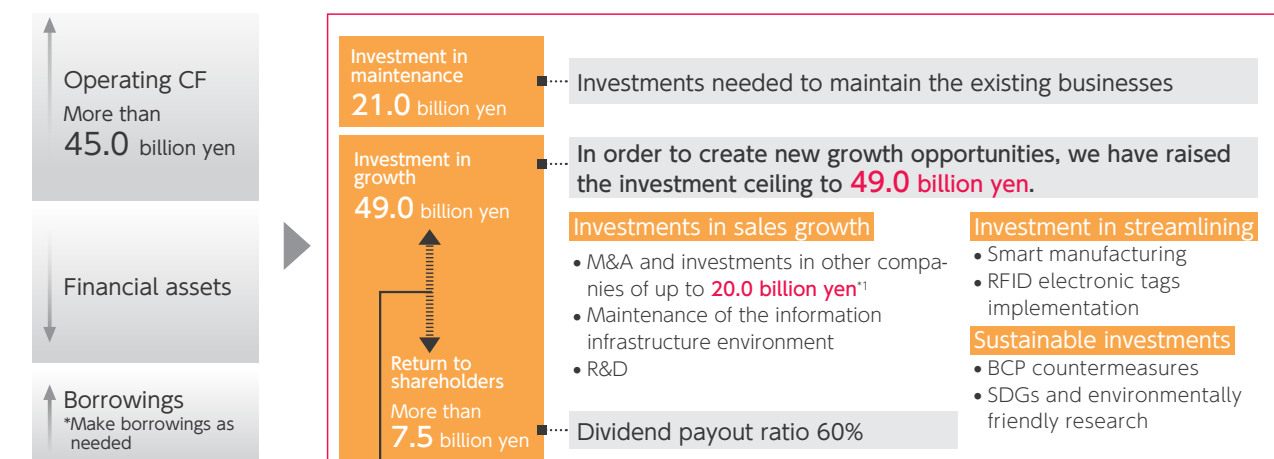 Operating CF
More than
45.0 billion yen
Financial assets
Borrowings
*Make borrowings as
needed
Investment in
maintenance
21.0 billion yen
Investments needed to maintain the existing businesses
Investment in
growth
49.0 billion yen
In order to create new growth opportunities, we have raised
the investment ceiling to 49.0 billion yen.
Investments in sales growth
• M&A and investments in other compa-
nies of up to 20.0 billion yen*1
• Maintenance of the information
infrastructure environment
• R&D
Investment in streamlining
• Smart manufacturing
• RFID electronic tags
implementation
Sustainable investments
• BCP countermeasures
• SDGs and environmentally
friendly research
Return to
shareholders
More than
7.5 billion yen
Dividend payout ratio 60%